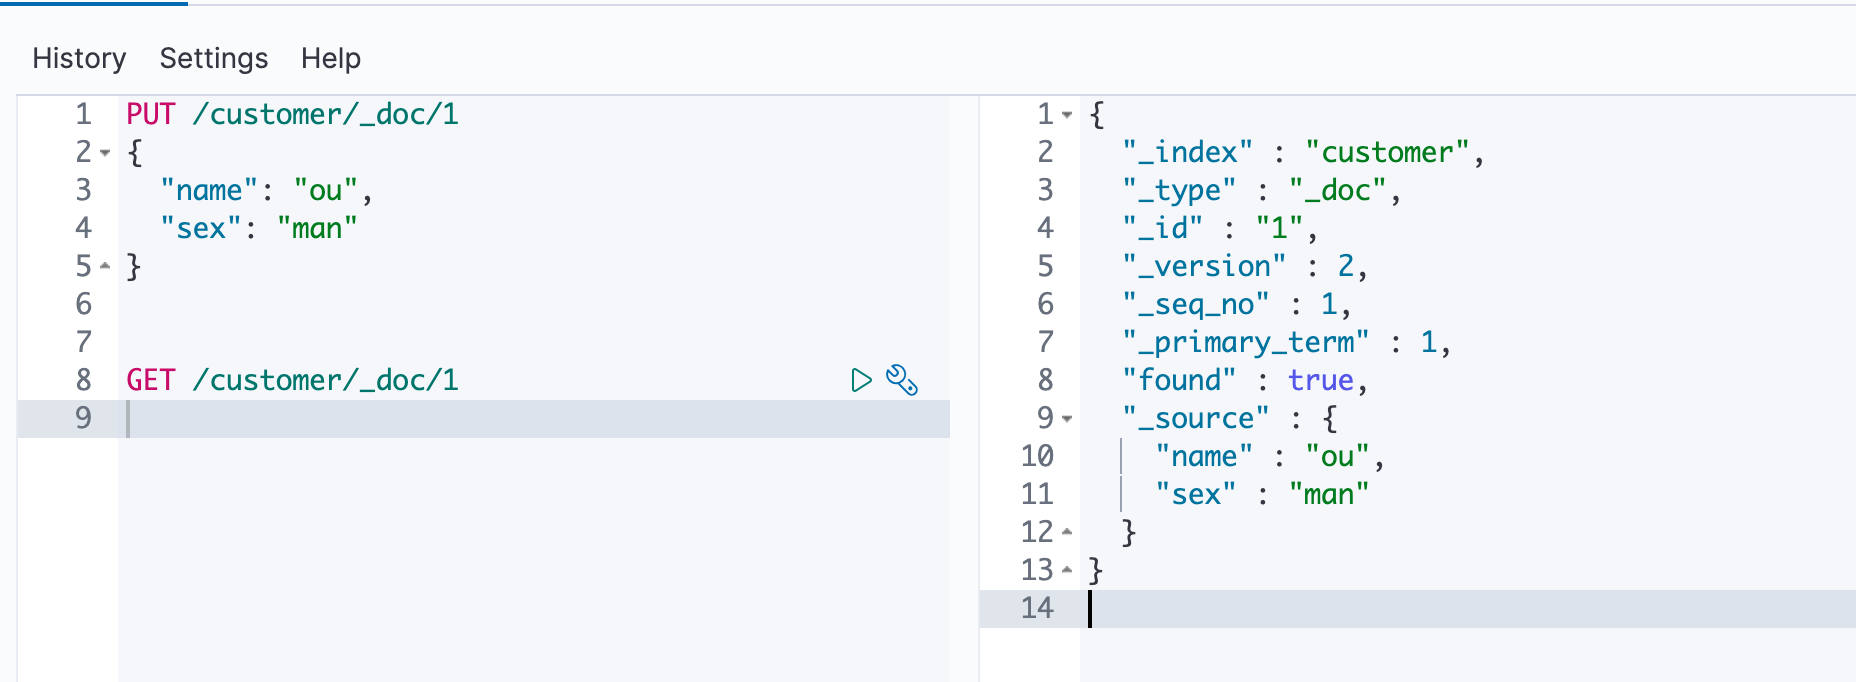 History Settings Help
1 PUT /customer/_doc/1
2 {
3 "name": "ou",
4 "sex": "man"
5 }
6
7
8 GET /customer/_doc/1
9
1 {
2 "_index" : "customer",
3 "_type" : "_doc",
4 "_id" : "1",
5 "_version" : 2,
6 "_seq_no" : 1,
7 "_primary_term" : 1,
8 "found" : true,
9 "_source" : {
10 "name" : "ou",
11 "sex" : "man"
12 }
13 }
14